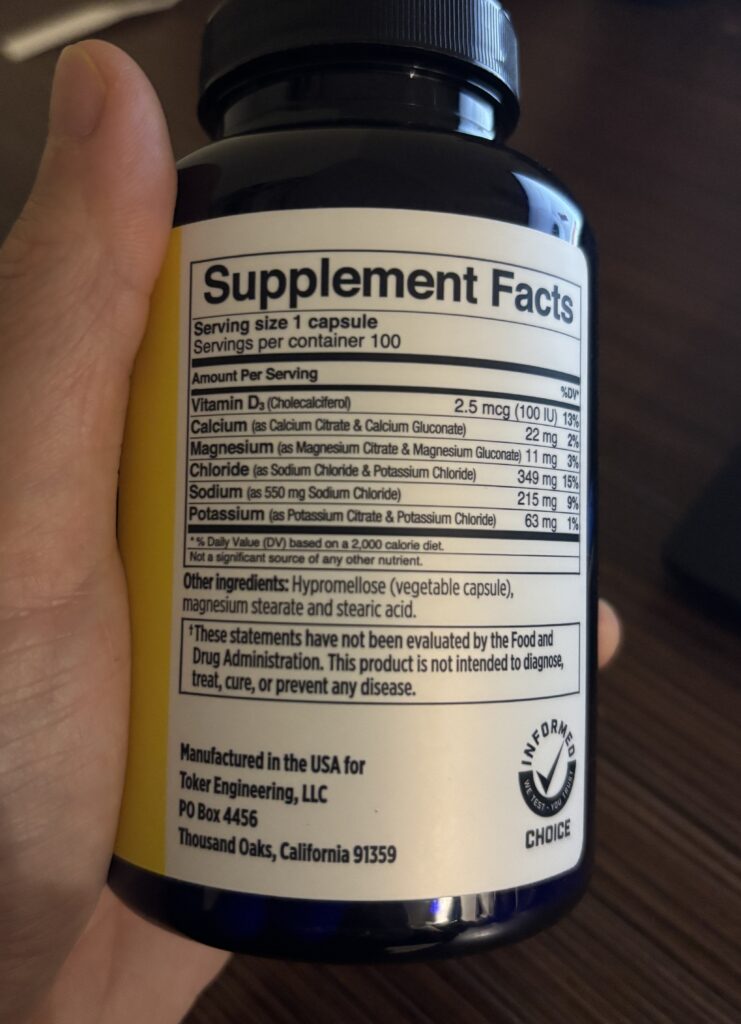 Supplement Facts
Serving size 1 capsule
Servings per container 100
Amount Per Serving
%DV*
Vitamin D₃ (Cholecalciferol) 2.5 mcg (100 IU) 13%
Calcium (as Calcium Citrate & Calcium Gluconate) 22 mg 2%
Magnesium (as Magnesium Citrate & Magnesium Gluconate) 11 mg 3%
Chloride (as Sodium Chloride & Potassium Chloride) 349 mg 15%
Sodium (as 550 mg Sodium Chloride) 215 mg 9%
Potassium (as Potassium Citrate & Potassium Chloride) 63 mg 1%
* % Daily Value (DV) based on a 2,000 calorie diet.
Not a significant source of any other nutrient.
Other ingredients: Hypromellose (vegetable capsule),
magnesium stearate and stearic acid.
†These statements have not been evaluated by the Food and
Drug Administration. This product is not intended to diagnose,
treat, cure, or prevent any disease.
Manufactured in the USA for
Toker Engineering, LLC
PO Box 4456
Thousand Oaks, California 91359
INFORMED
WE TEST · YOU TRUST
CHOICE